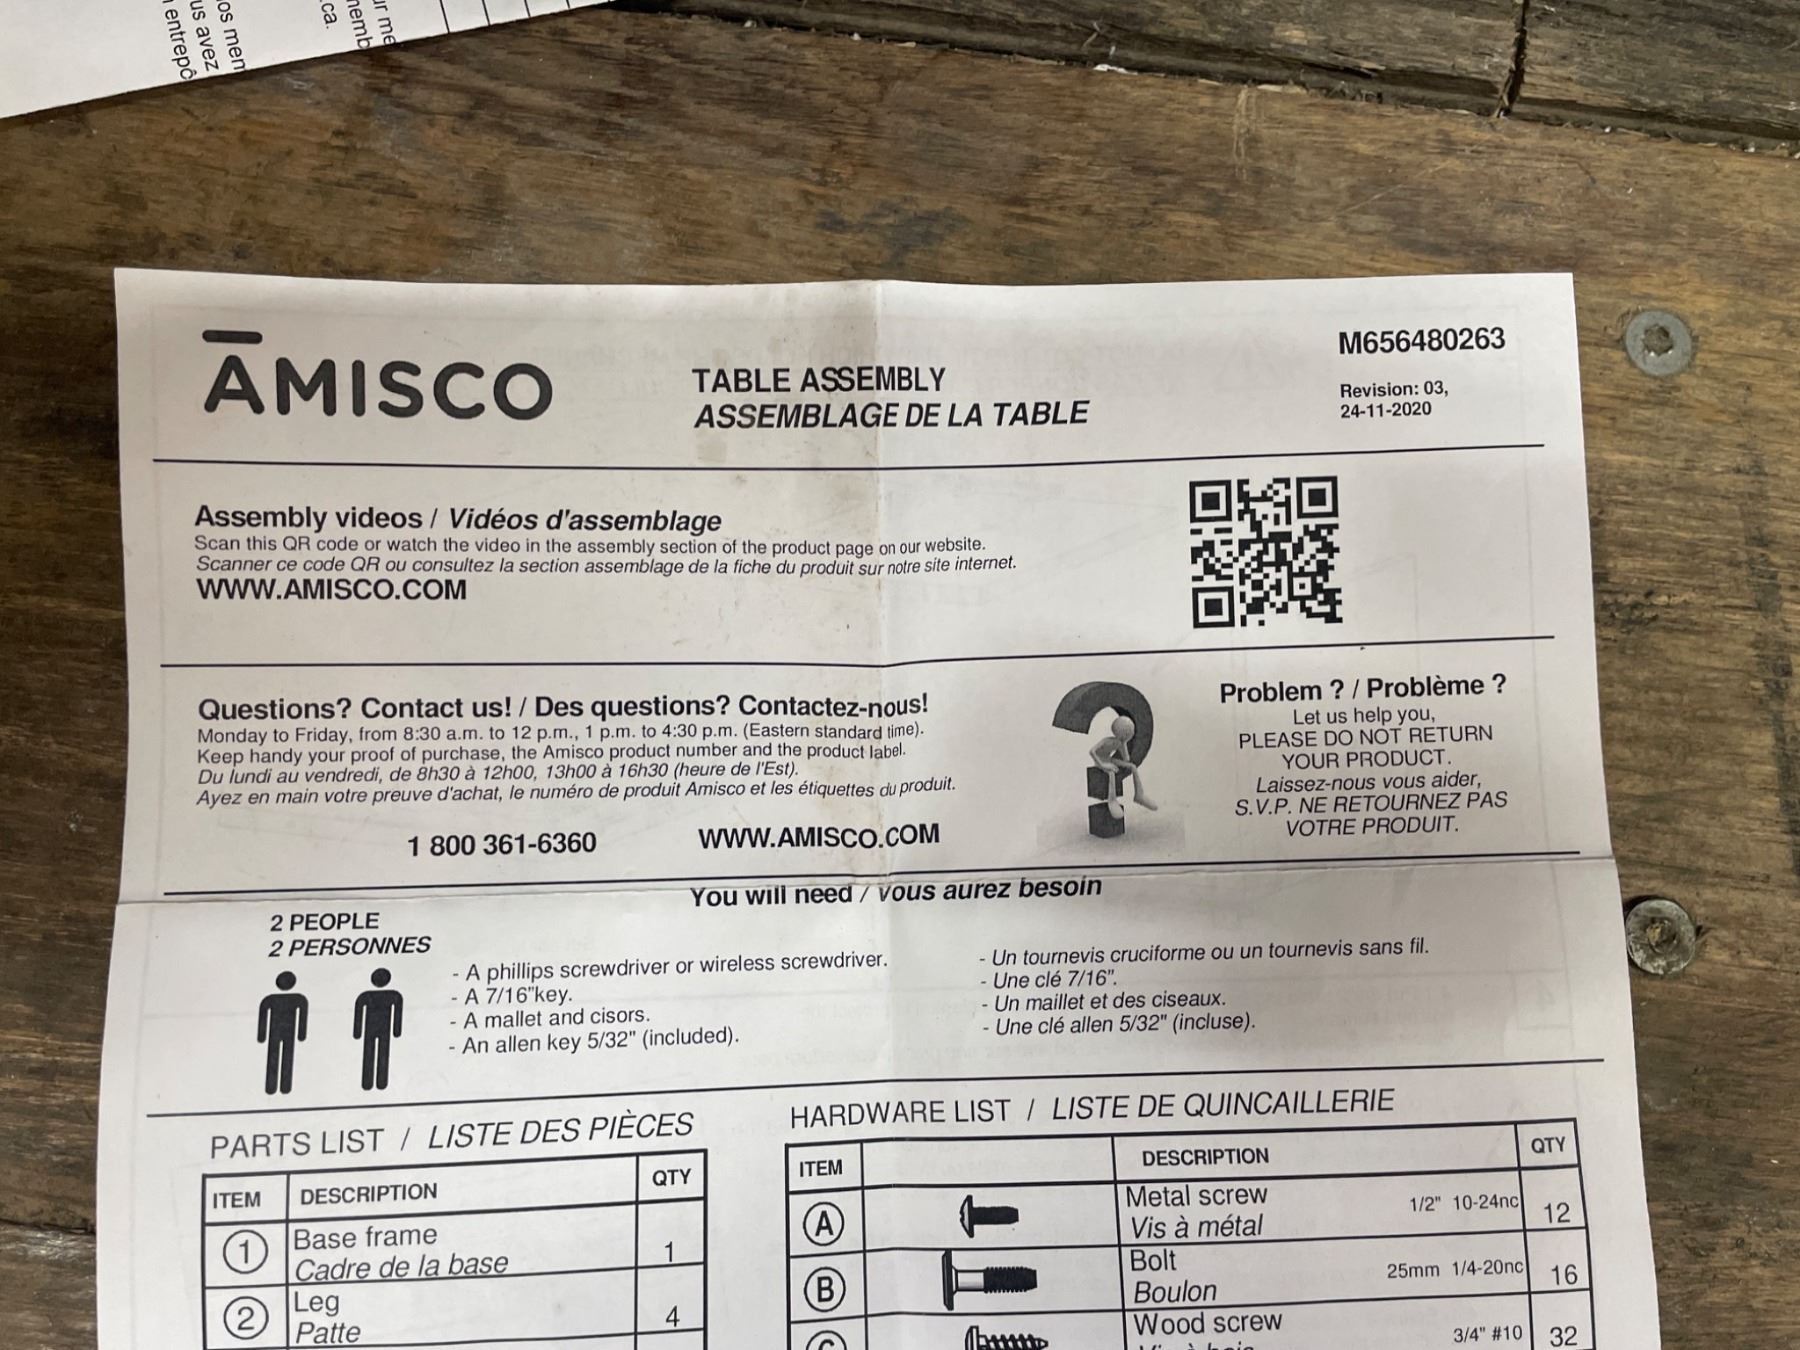 os men
us avez
entrepô
ur me
memb
ca.
AMISCO
TABLE ASSEMBLY
ASSEMBLAGE DE LA TABLE
M656480263
Revision: 03,
24-11-2020
Assembly videos / Vidéos d'assemblage
Scan this QR code or watch the video in the assembly section of the product page on our website.
Scanner ce code QR ou consultez la section assemblage de la fiche du produit sur notre site internet.
WWW.AMISCO.COM
Questions? Contact us! / Des questions? Contactez-nous!
Monday to Friday, from 8:30 a.m. to 12 p.m., 1 p.m. to 4:30 p.m. (Eastern standard time).
Keep handy your proof of purchase, the Amisco product number and the product label.
Du lundi au vendredi, de 8h30 à 12h00, 13h00 à 16h30 (heure de l'Est).
Ayez en main votre preuve d'achat, le numéro de produit Amisco et les étiquettes du produit.
1 800 361-6360 WWW.AMISCO.COM
Problem ? / Problème ?
Let us help you,
PLEASE DO NOT RETURN
YOUR PRODUCT.
Laissez-nous vous aider,
S.V.P. NE RETOURNEZ PAS
VOTRE PRODUIT.
You will need / vous aurez besoin
2 PEOPLE
2 PERSONNES
- A phillips screwdriver or wireless screwdriver.
- A 7/16"key.
- A mallet and cisors.
- An allen key 5/32" (included).
- Un tournevis cruciforme ou un tournevis sans fil.
- Une clé 7/16".
- Un maillet et des ciseaux.
- Une clé allen 5/32" (incluse).
PARTS LIST / LISTE DES PIÈCES
ITEM DESCRIPTION QTY
1 Base frame
Cadre de la base 1
2 Leg
Patte 4
HARDWARE LIST / LISTE DE QUINCAILLERIE
ITEM DESCRIPTION QTY
A Metal screw
Vis à métal 1/2" 10-24nc 12
B Bolt
Boulon 25mm 1/4-20nc 16
C Wood screw
3/4" #10 32